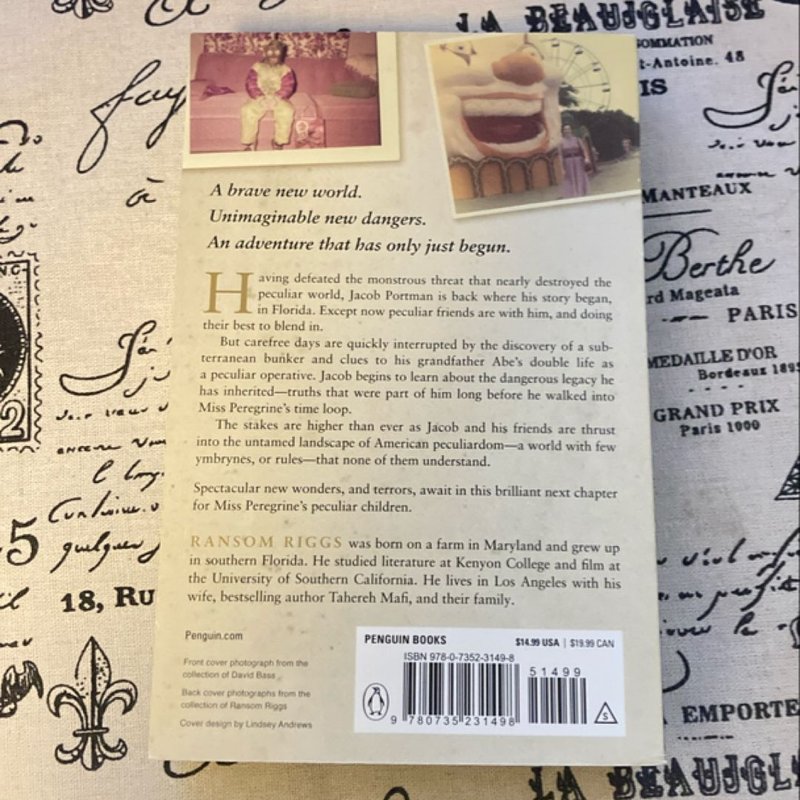 LA BEAUJOLAISE
SOMMATION
t-Antoine. 48
IS
MANTEAUX
Berthe
rd Mageata
PARIS
MEDAILLE D'OR
Bordeaux 189
GRAND PRIX
Paris 1900
A brave new world.
Unimaginable new dangers.
An adventure that has only just begun.
Having defeated the monstrous threat that nearly destroyed the
peculiar world, Jacob Portman is back where his story began,
in Florida. Except now peculiar friends are with him, and doing
their best to blend in.
But carefree days are quickly interrupted by the discovery of a sub-
terranean bunker and clues to his grandfather Abe's double life as
a peculiar operative. Jacob begins to learn about the dangerous legacy he
has inherited—truths that were part of him long before he walked into
Miss Peregrine's time loop.
The stakes are higher than ever as Jacob and his friends are thrust
into the untamed landscape of American peculiardom—a world with few
ymbrynes, or rules—that none of them understand.
Spectacular new wonders, and terrors, await in this brilliant next chapter
for Miss Peregrine's peculiar children.
RANSOM RIGGS was born on a farm in Maryland and grew up
in southern Florida. He studied literature at Kenyon College and film at
the University of Southern California. He lives in Los Angeles with his
wife, bestselling author Tahereh Mafi, and their family.
Penguin.com
Front cover photograph from the
collection of David Bass
Back cover photographs from the
collection of Ransom Riggs
Cover design by Lindsey Andrews
PENGUIN BOOKS
$14.99 USA | $19.99 CAN
ISBN 978-0-7352-3149-8
51499
9 780735 231498
S
18, Ru
5
2
EMPORTE
LA BEAUJOL